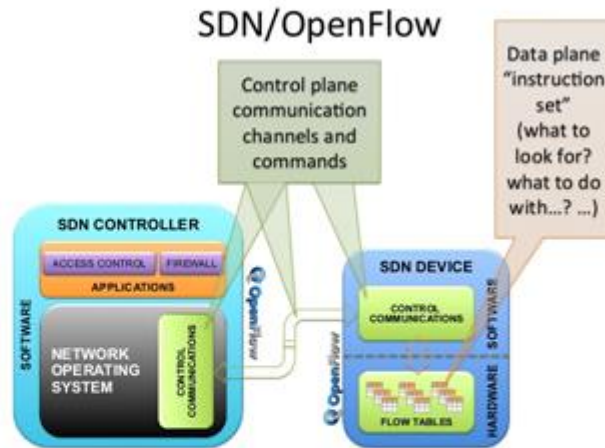 SDN/OpenFlow
Control plane
communication
channels and
commands
Data plane
“instruction
set”
(what to
look for?
what to do
with...? ...)
SDN CONTROLLER
ACCESS CONTROL
FIREWALL
APPLICATIONS
SOFTWARE
NETWORK
OPERATING
SYSTEM
CONTROL
COMMUNICATIONS
OpenFlow
OpenFlow
SDN DEVICE
CONTROL
COMMUNICATIONS
SOFTWARE
FLOW TABLES
HARDWARE